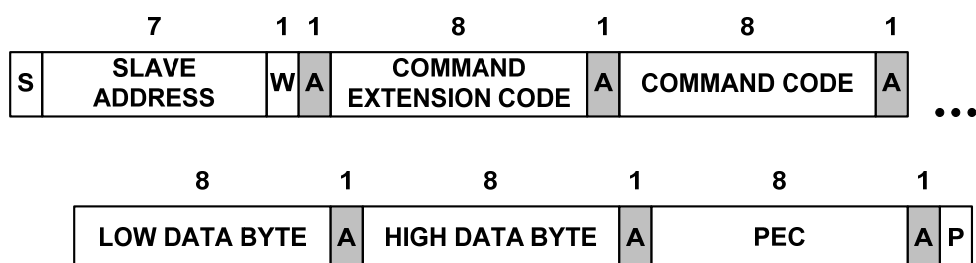 7 1 1 8 1 8 1
S SLAVE ADDRESS W A COMMAND EXTENSION CODE A COMMAND CODE A ...
8 1 8 1 8 1
LOW DATA BYTE A HIGH DATA BYTE A PEC A P